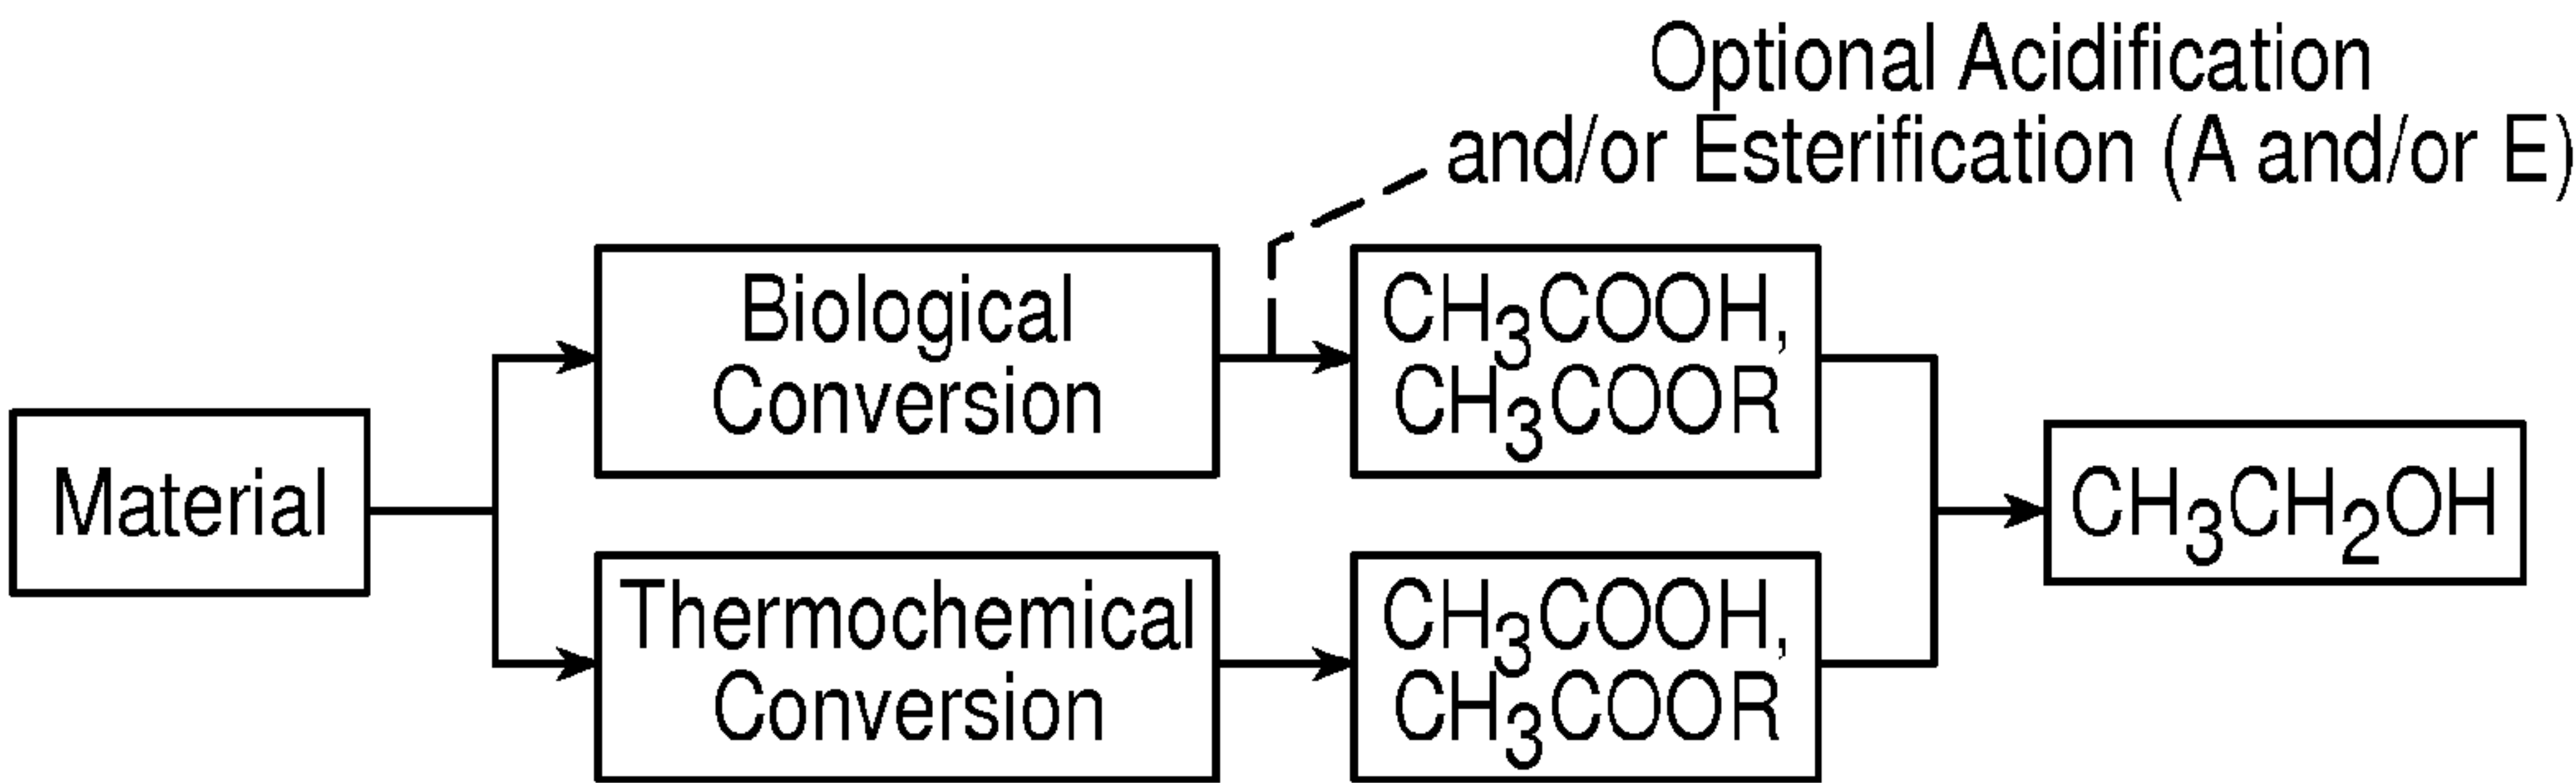 Optional Acidification
and/or Esterification (A and/or E)
Biological
Conversion
CH3COOH,
CH3COOR
Material
CH3CH2OH
Thermochemical
Conversion
CH3COOH,
CH3COOR